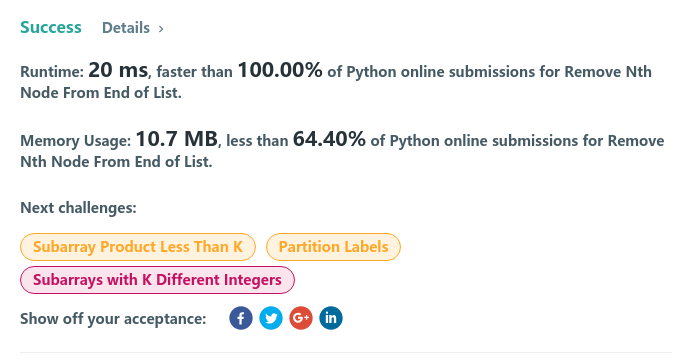 Success Details ›
Runtime: 20 ms, faster than 100.00% of Python online submissions for Remove Nth
Node From End of List.
Memory Usage: 10.7 MB, less than 64.40% of Python online submissions for Remove
Nth Node From End of List.
Next challenges:
Subarray Product Less Than K Partition Labels
Subarrays with K Different Integers
Show off your acceptance: f G+ in